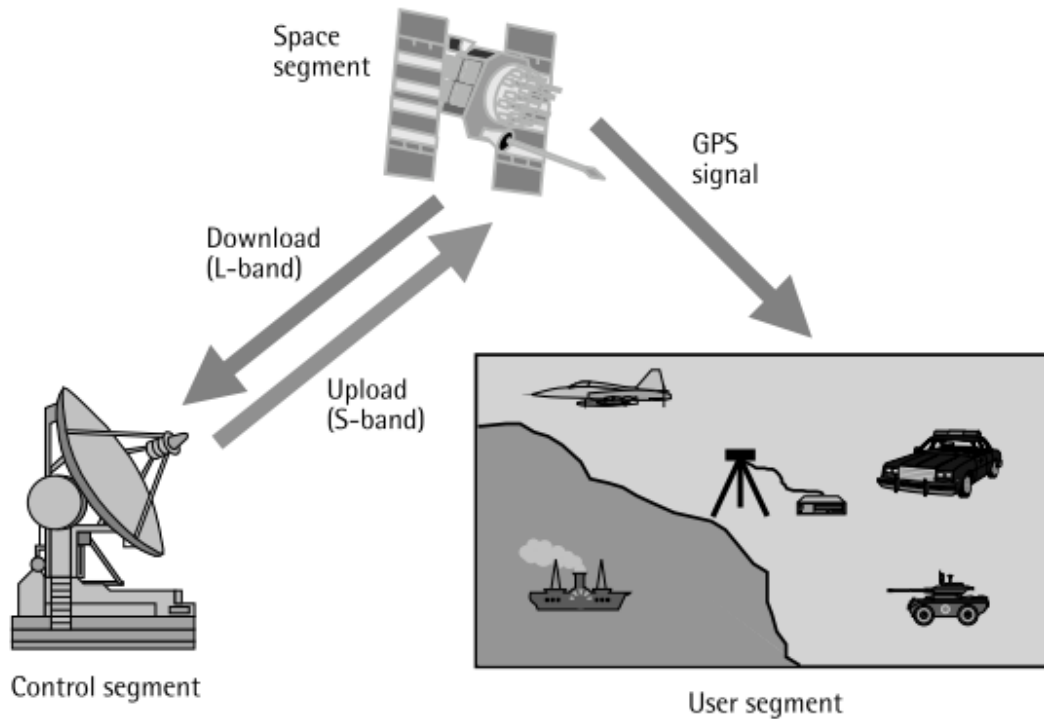 Space
segment
GPS
signal
Download
(L-band)
Upload
(S-band)
Control segment
User segment